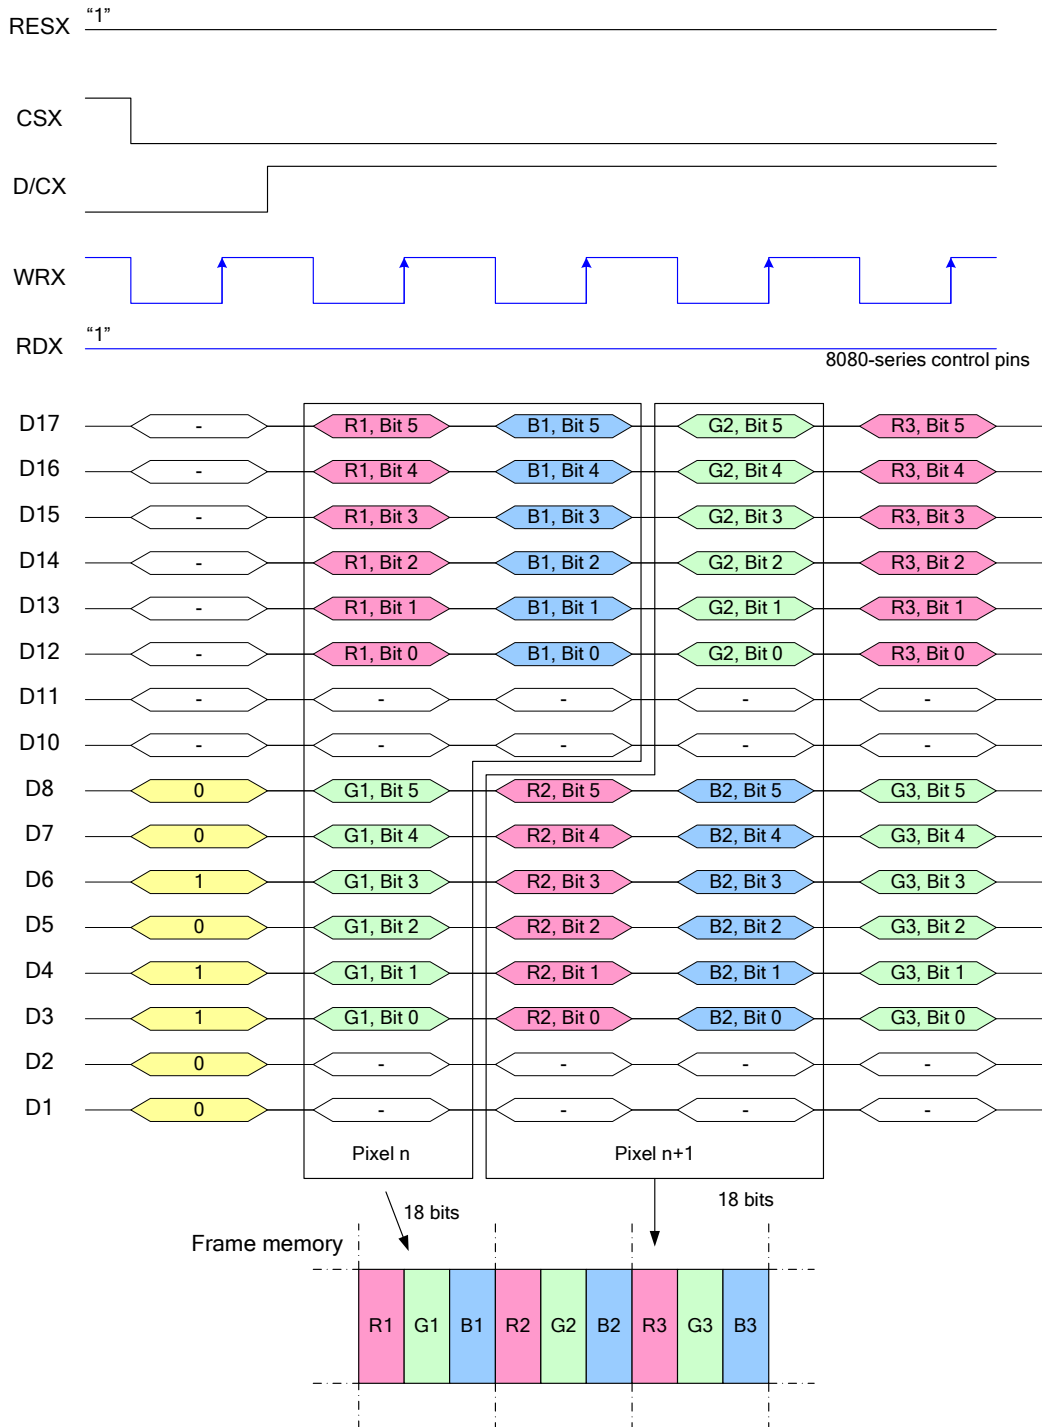 RESX “1”
CSX
D/CX
WRX
RDX “1”
8080-series control pins
D17 - R1, Bit 5 B1, Bit 5 G2, Bit 5 R3, Bit 5
D16 - R1, Bit 4 B1, Bit 4 G2, Bit 4 R3, Bit 4
D15 - R1, Bit 3 B1, Bit 3 G2, Bit 3 R3, Bit 3
D14 - R1, Bit 2 B1, Bit 2 G2, Bit 2 R3, Bit 2
D13 - R1, Bit 1 B1, Bit 1 G2, Bit 1 R3, Bit 1
D12 - R1, Bit 0 B1, Bit 0 G2, Bit 0 R3, Bit 0
D11 - - - - -
D10 - - - - -
D8 0 G1, Bit 5 R2, Bit 5 B2, Bit 5 G3, Bit 5
D7 0 G1, Bit 4 R2, Bit 4 B2, Bit 4 G3, Bit 4
D6 1 G1, Bit 3 R2, Bit 3 B2, Bit 3 G3, Bit 3
D5 0 G1, Bit 2 R2, Bit 2 B2, Bit 2 G3, Bit 2
D4 1 G1, Bit 1 R2, Bit 1 B2, Bit 1 G3, Bit 1
D3 1 G1, Bit 0 R2, Bit 0 B2, Bit 0 G3, Bit 0
D2 0 - - - -
D1 0 - - - -
Pixel n Pixel n+1
18 bits 18 bits
Frame memory
R1 G1 B1 R2 G2 B2 R3 G3 B3